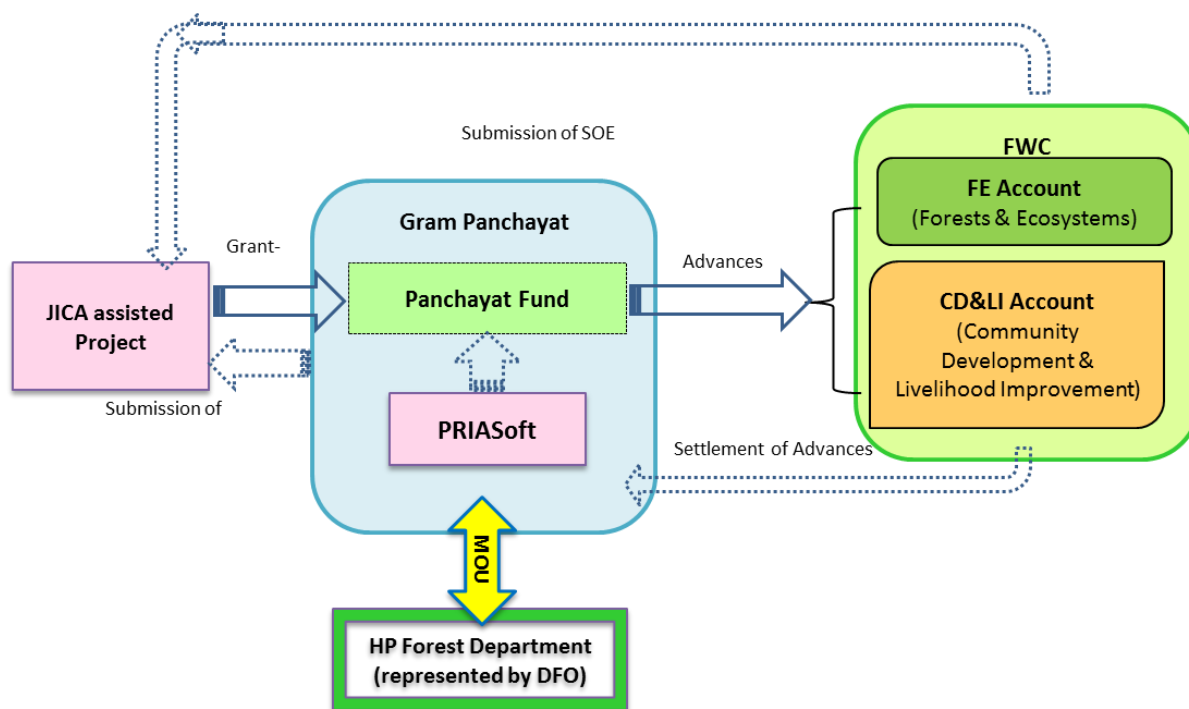 Submission of SOE
FWC
FE Account
(Forests & Ecosystems)
Gram Panchayat
Grant-
Advances
Panchayat Fund
JICA assisted
Project
CD&LI Account
(Community
Development &
Livelihood Improvement)
Submission of
PRIASoft
Settlement of Advances
MOU
HP Forest Department
(represented by DFO)